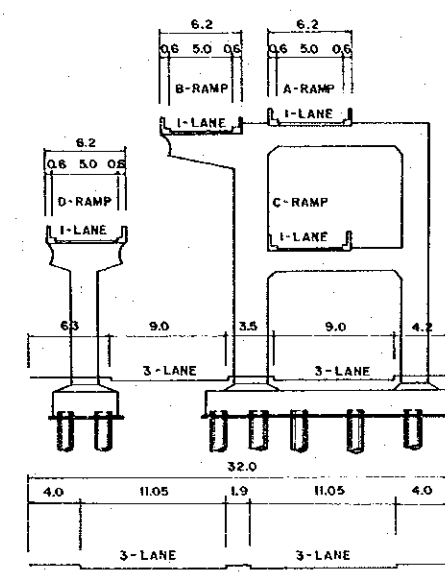 6.2 6.2
0.6 5.0 0.6 0.6 5.0 0.6
B-RAMP A-RAMP
1-LANE 1-LANE
6.2
0.6 5.0 0.6
D-RAMP C-RAMP
1-LANE 1-LANE
6.3 9.0 3.5 9.0 4.2
3-LANE 3-LANE
32.0
4.0 11.05 1.9 11.05 4.0
3-LANE 3-LANE